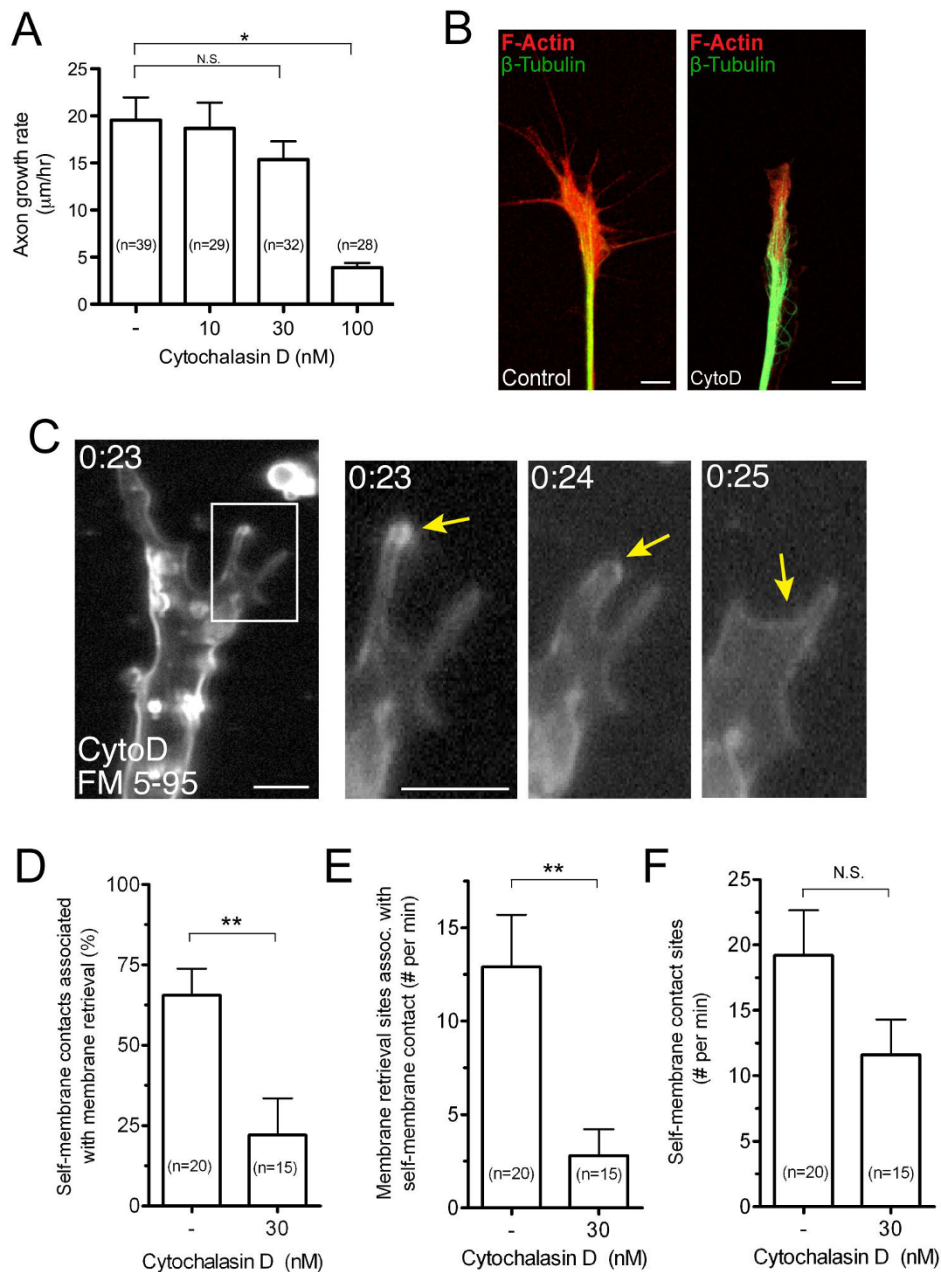 A
*
N.S.
Axon growth rate
(µm/hr)
25
20
15
10
5
0
(n=39)
(n=29)
(n=32)
(n=28)
-
10
30
100
Cytochalasin D (nM)
B
F-Actin
β-Tubulin
Control
F-Actin
β-Tubulin
CytoD
C
0:23
CytoD
FM 5-95
0:23
0:24
0:25
D
Self-membrane contacts associated
with membrane retrieval (%)
100
75
50
25
0
**
(n=20)
(n=15)
-
30
Cytochalasin D (nM)
E
Membrane retrieval sites assoc. with
self-membrane contact (# per min)
15
10
5
0
**
(n=20)
(n=15)
-
30
Cytochalasin D (nM)
F
Self-membrane contact sites
(# per min)
25
20
15
10
5
0
N.S.
(n=20)
(n=15)
-
30
Cytochalasin D (nM)